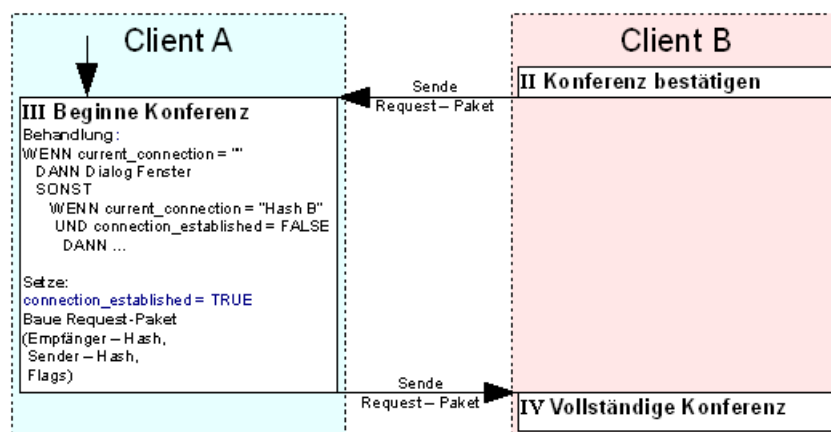 Client A
Client B
II Konferenz bestätigen
Sende
Request – Paket
III Beginne Konferenz
Behandlung:
WENN current_connection = ""
DANN Dialog Fenster
SONST
WENN current_connection = "Hash B"
UND connection_established = FALSE
DANN ...
Setze:
connection_established = TRUE
Baue Request-Paket
(Empfänger – Hash,
Sender – Hash,
Flags)
Sende
Request – Paket
IV Vollständige Konferenz